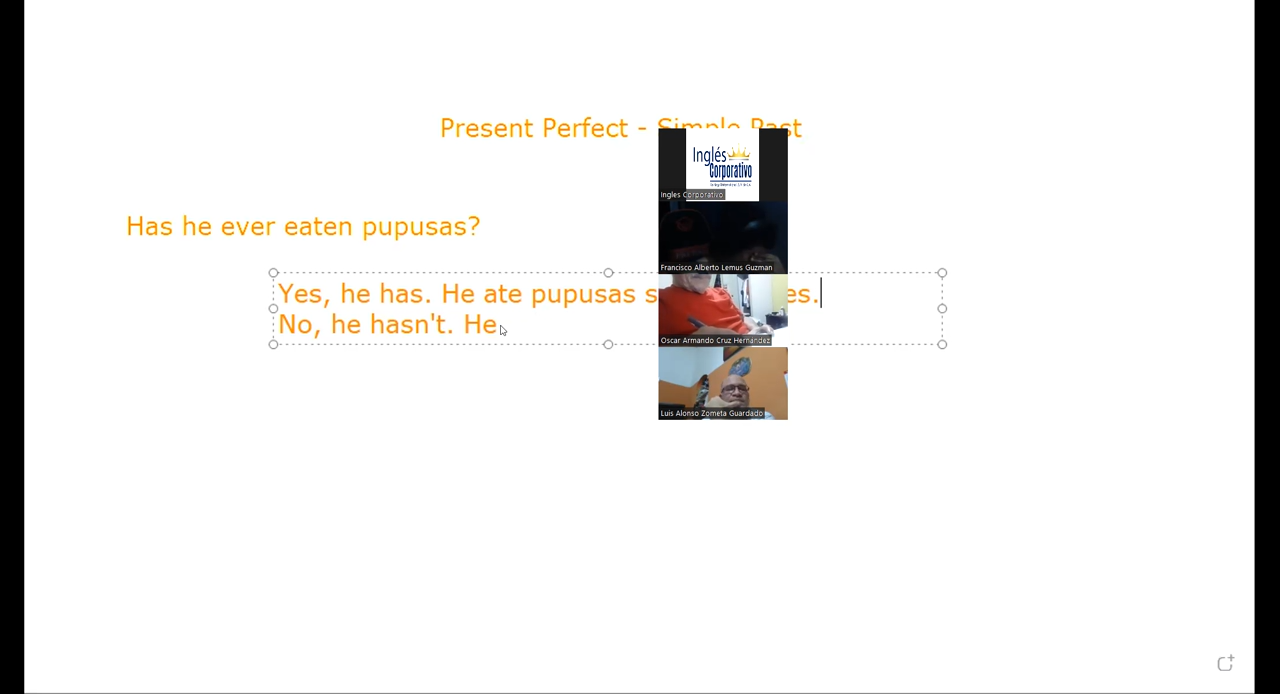 Present Perfect - Simple Past
Inglés
Corporativo
Ingles Corporativo
Has he ever eaten pupusas?
Francisco Alberto Lemus Guzman
Yes, he has. He ate pupusas s es.
No, he hasn't. He
Oscar Armando Cruz Hernandez
Luis Alonso Zometa Guardado